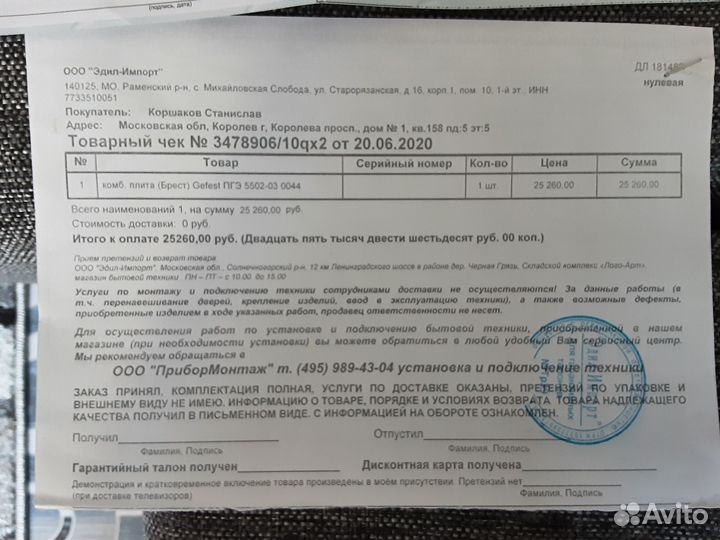 (подпись, дата)
ООО "Эдил-Импорт"
ДЛ 181488
нулевая
140125, МО, Раменский р-н, с. Михайловская Слобода, ул. Старорязанская, д.16, корп.1, пом. 10, 1-й эт., ИНН
7733510051
Покупатель: Коршаков Станислав
Адрес: Московская обл, Королев г, Королева просп., дом № 1, кв.158 пд:5 эт:5
Товарный чек № 3478906/10qx2 от 20.06.2020
№ Товар Серийный номер Кол-во Цена Сумма
1 комб. плита (Брест) Gefest ПГЭ 5502-03 0044 1 шт. 25 260,00 25 260,00
Всего наименований 1, на сумму 25 260,00 руб.
Стоимость доставки: 0 руб.
Итого к оплате 25260,00 руб. (Двадцать пять тысяч двести шестьдесят руб. 00 коп.)
Прием претензий и возврат товара
ООО "Эдил-Импорт". Московская обл., Солнечногорский р-н, 12 км Ленинградского шоссе в районе дер. Черная Грязь, Складской комплекс «Лого-Арт»,
магазин бытовой техники. ПН – ПТ – с 10.00 до 15.00
Услуги по монтажу и подключению техники сотрудниками доставки не осуществляются! За данные работы (в
т.ч. перенавешивание дверей, крепление изделий, ввод в эксплуатацию техники), а также возможные дефекты,
приобретенные изделием в ходе указанных работ, продавец ответственности не несет.
Для осуществления работ по установке и подключению бытовой техники, приобретенной в нашем
магазине (при необходимости установки) вы можете обратиться в любой удобный Вам сервисный центр.
Мы рекомендуем обращаться в
ООО "ПриборМонтаж" т. (495) 989-43-04 установка и подключение техники
ЗАКАЗ ПРИНЯЛ, КОМПЛЕКТАЦИЯ ПОЛНАЯ, УСЛУГИ ПО ДОСТАВКЕ ОКАЗАНЫ, ПРЕТЕНЗИЙ ПО УПАКОВКЕ И
ВНЕШНЕМУ ВИДУ НЕ ИМЕЮ. ИНФОРМАЦИЮ О ТОВАРЕ, ПОРЯДКЕ И УСЛОВИЯХ ВОЗВРАТА ТОВАРА НАДЛЕЖАЩЕГО
КАЧЕСТВА ПОЛУЧИЛ В ПИСЬМЕННОМ ВИДЕ. С ИНФОРМАЦИЕЙ НА ОБОРОТЕ ОЗНАКОМЛЕН.
"Эдил-Импорт"
Получил
Отпустил
Фамилия, Подпись
Фамилия, Подпись
Гарантийный талон получен
Дисконтная карта получена
Фамилия, Подпись
Фамилия, Подпись
Демонстрация и кратковременное включение товара произведены в моём присутствии. Претензий нет
(при доставке телевизоров)
Фамилия, Подпись
Avito